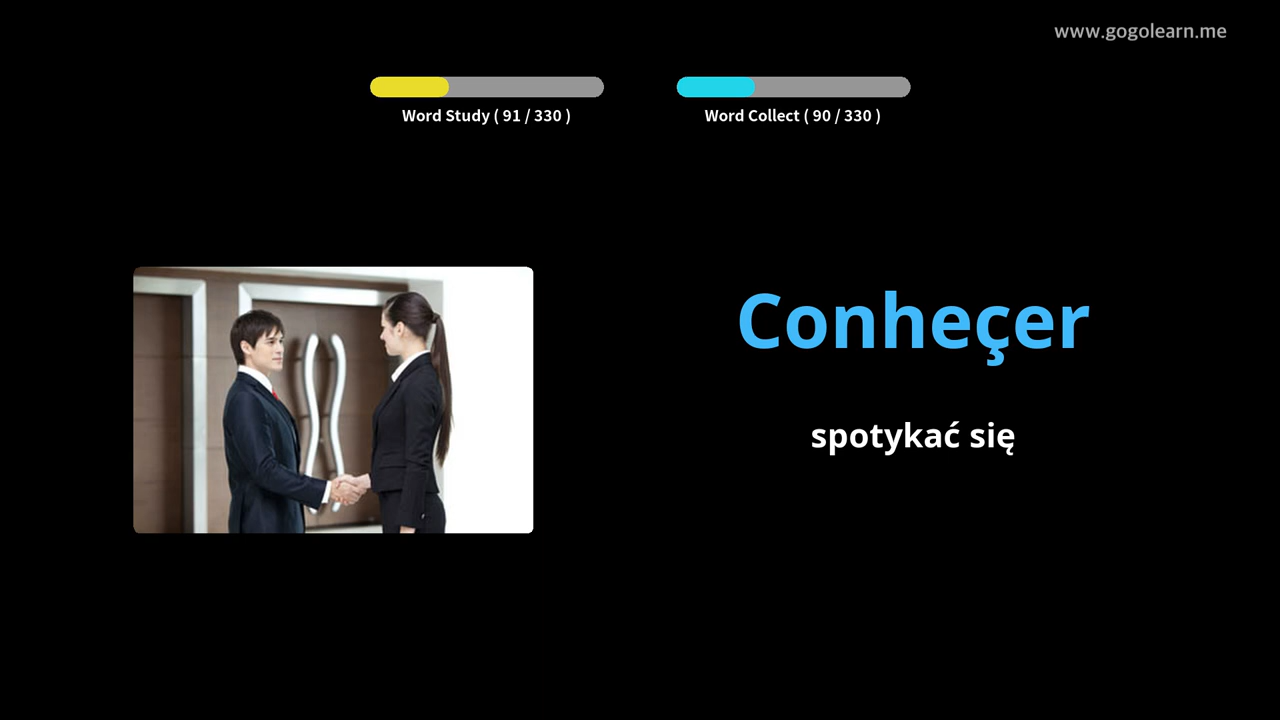 www.gogolearn.me
Word Study ( 91 / 330 )
Word Collect ( 90 / 330 )
Conheçer
spotykać się